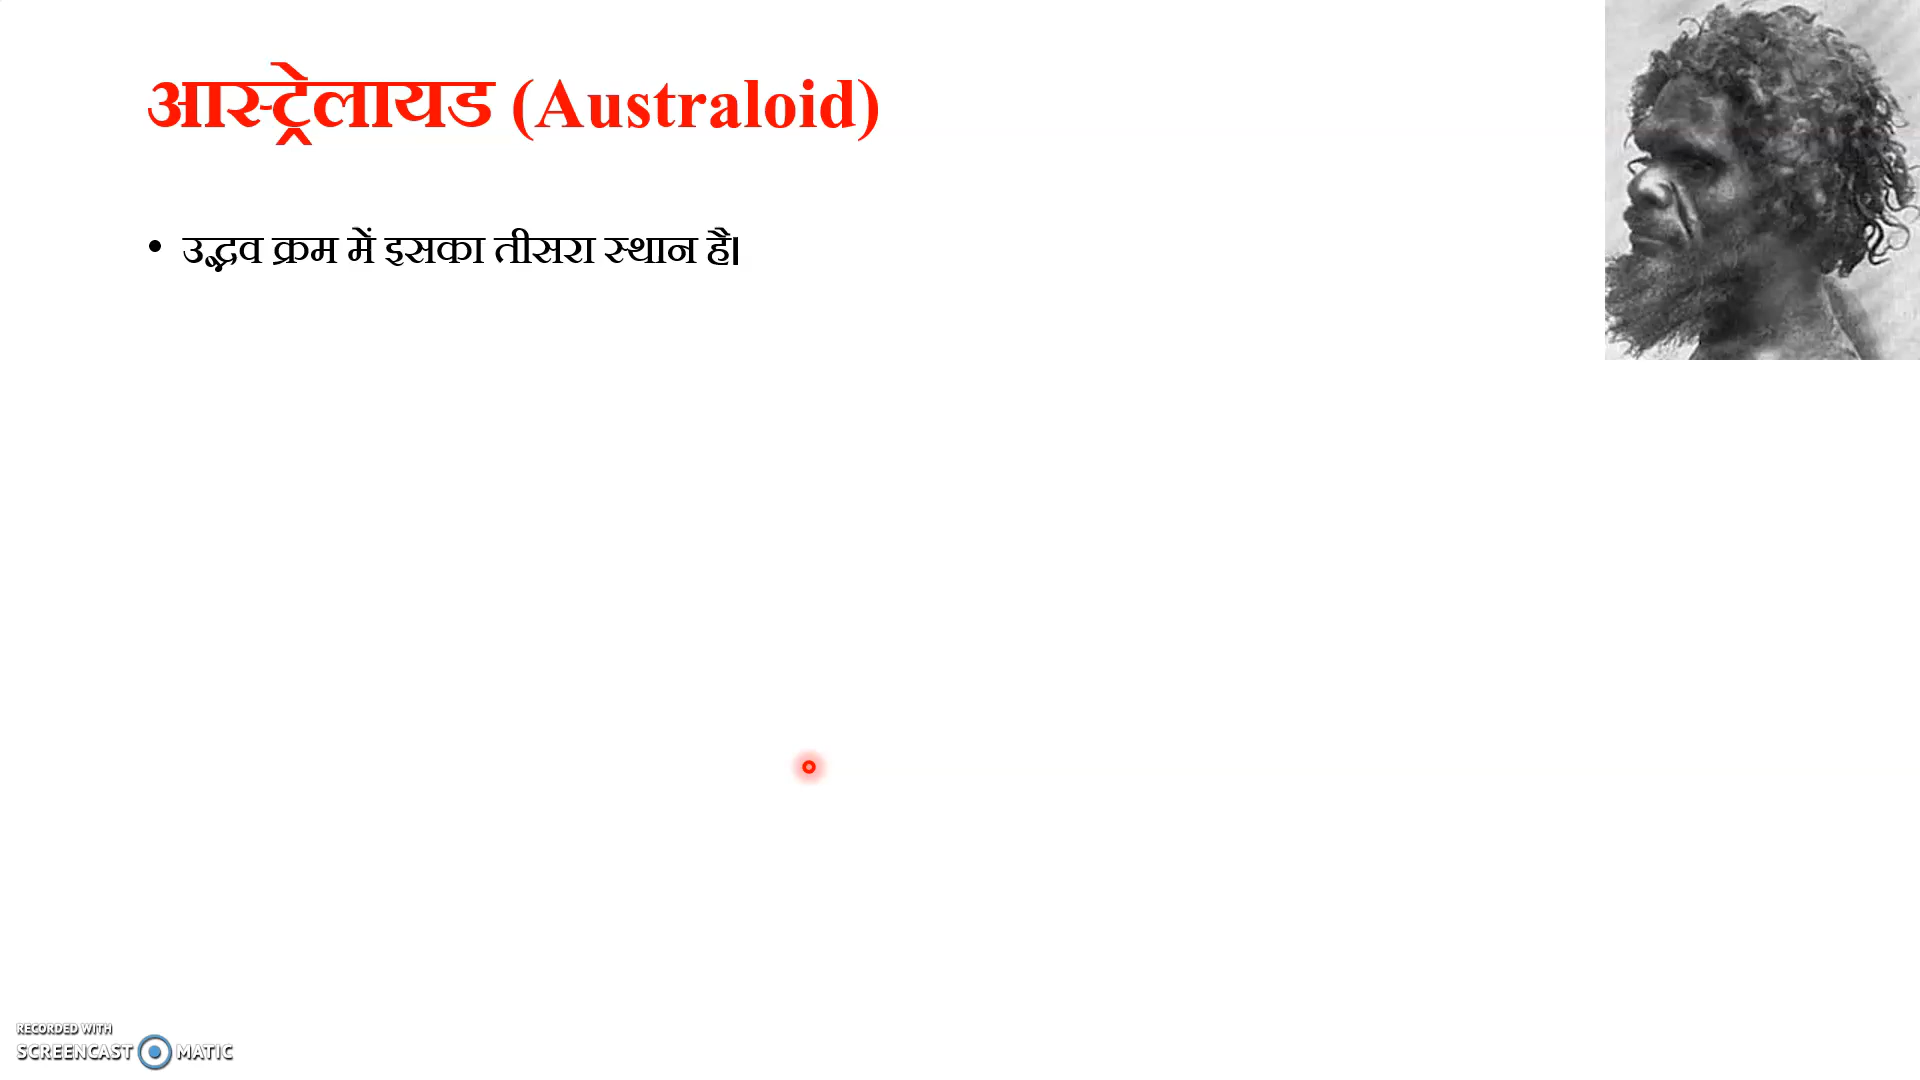 आस्ट्रेलायड (Australoid)
• उद्भव क्रम में इसका तीसरा स्थान है।
RECORDED WITH
SCREENCAST MATIC